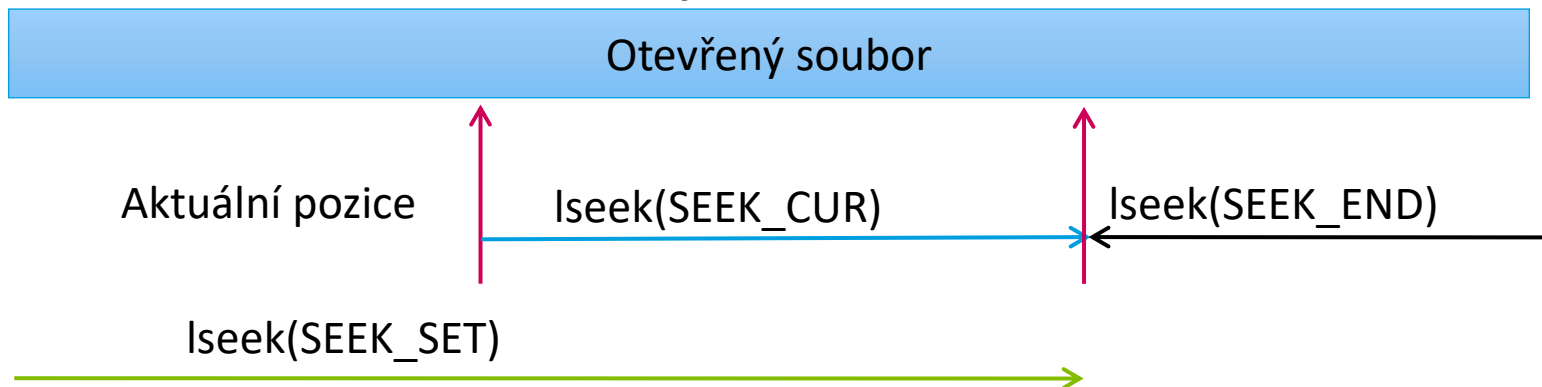 Otevřený soubor
Aktuální pozice
lseek(SEEK_CUR)
lseek(SEEK_END)
lseek(SEEK_SET)